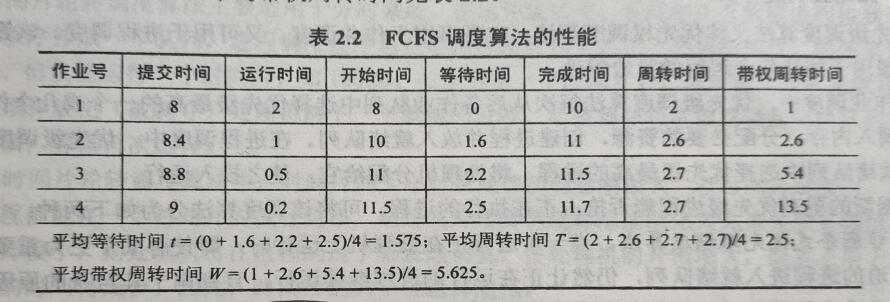 表 2.2 FCFS 调度算法的性能
作业号 提交时间 运行时间 开始时间 等待时间 完成时间 周转时间 带权周转时间
1 8 2 8 0 10 2 1
2 8.4 1 10 1.6 11 2.6 2.6
3 8.8 0.5 11 2.2 11.5 2.7 5.4
4 9 0.2 11.5 2.5 11.7 2.7 13.5
平均等待时间 t = (0 + 1.6 + 2.2 + 2.5)/4 = 1.575；平均周转时间 T = (2 + 2.6 + 2.7 + 2.7)/4 = 2.5；
平均带权周转时间 W = (1 + 2.6 + 5.4 + 13.5)/4 = 5.625。